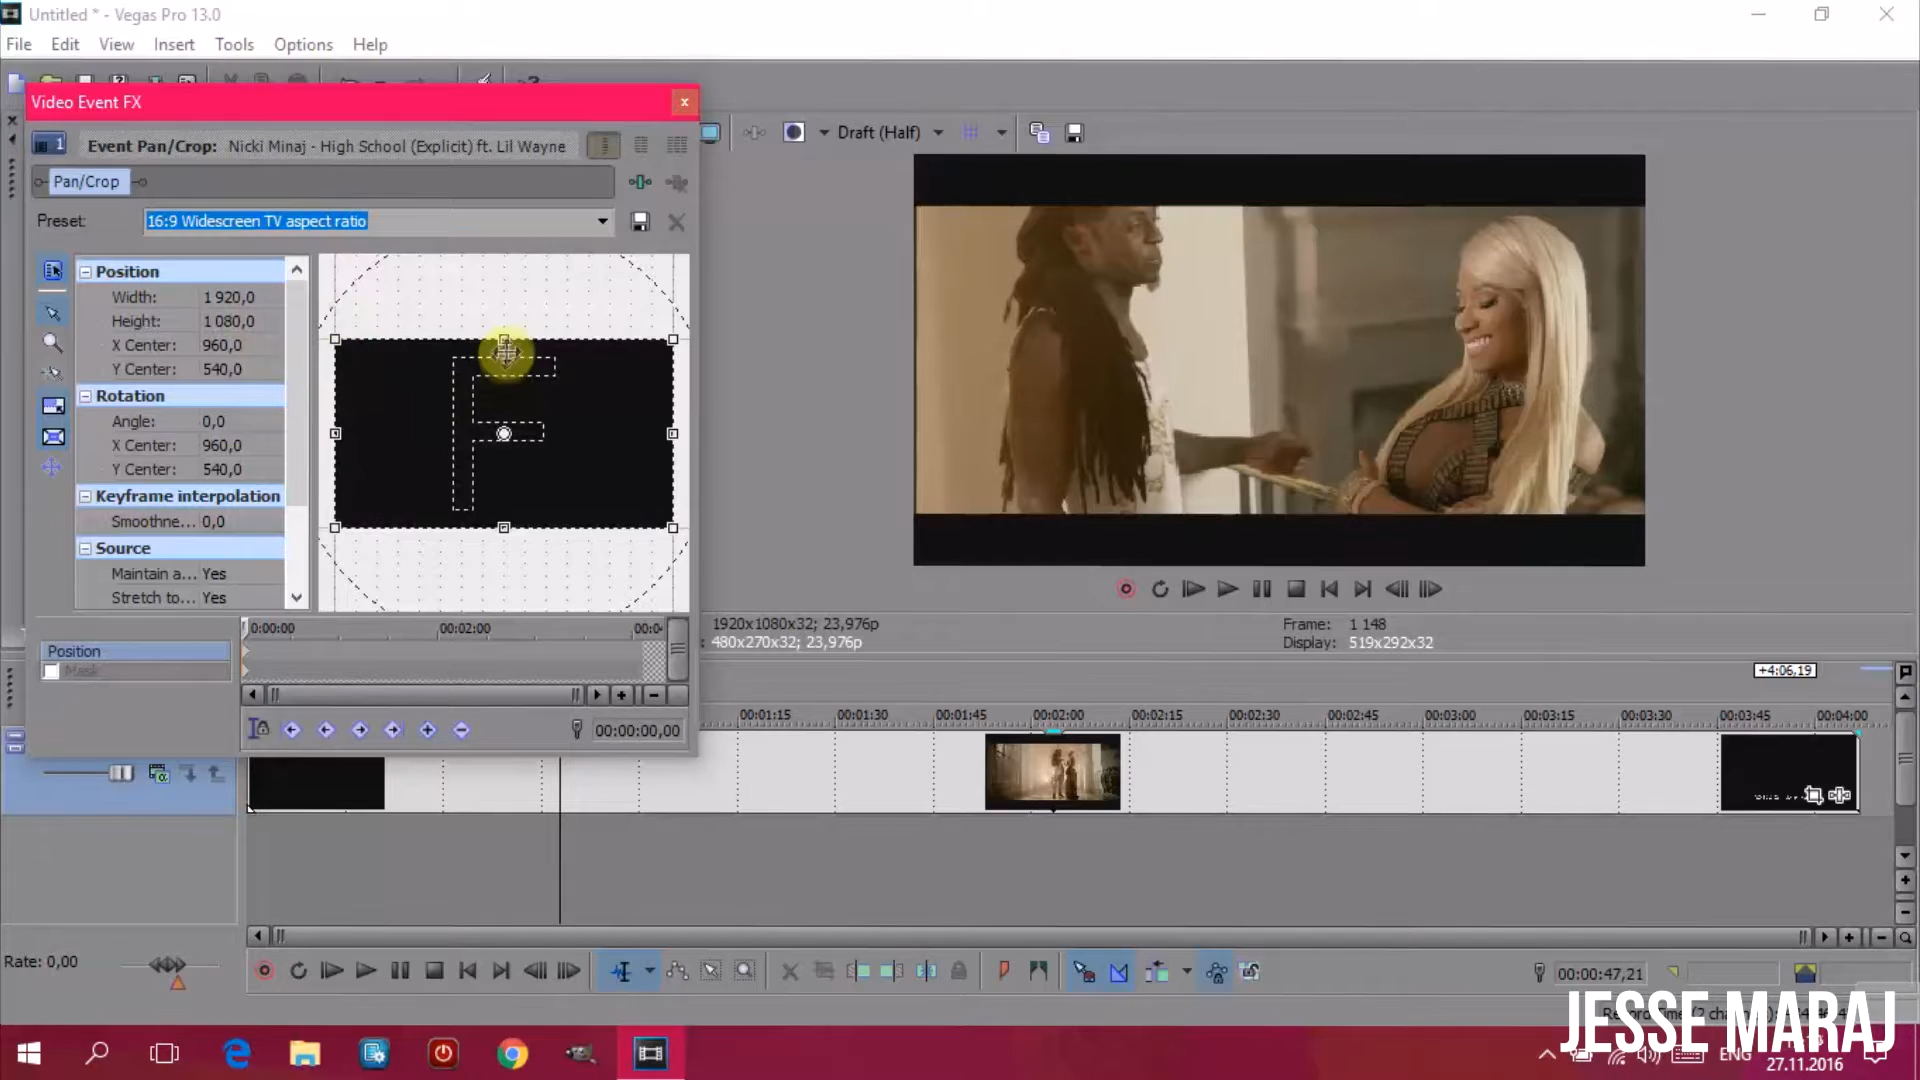 Untitled * - Vegas Pro 13.0
File Edit View Insert Tools Options Help
Video Event FX
Event Pan/Crop: Nicki Minaj - High School (Explicit) ft. Lil Wayne
Draft (Half)
Pan/Crop
Preset: 16:9 Widescreen TV aspect ratio
Position
Width: 1 920,0
Height: 1 080,0
X Center: 960,0
Y Center: 540,0
Rotation
Angle: 0,0
X Center: 960,0
Y Center: 540,0
Keyframe interpolation
Smoothne... 0,0
Source
Maintain a... Yes
Stretch to... Yes
0:00:00 00:02:00 00:0
Position
Mask
00:00:00,00
1920x1080x32; 23,976p
480x270x32; 23,976p
Frame: 1 148
Display: 519x292x32
+4:06,19
00:01:15 00:01:30 00:01:45 00:02:00 00:02:15 00:02:30 00:02:45 00:03:00 00:03:15 00:03:30 00:03:45 00:04:00
Rate: 0,00
00:00:47,21
JESSE MARAJ
ENG
27.11.2016